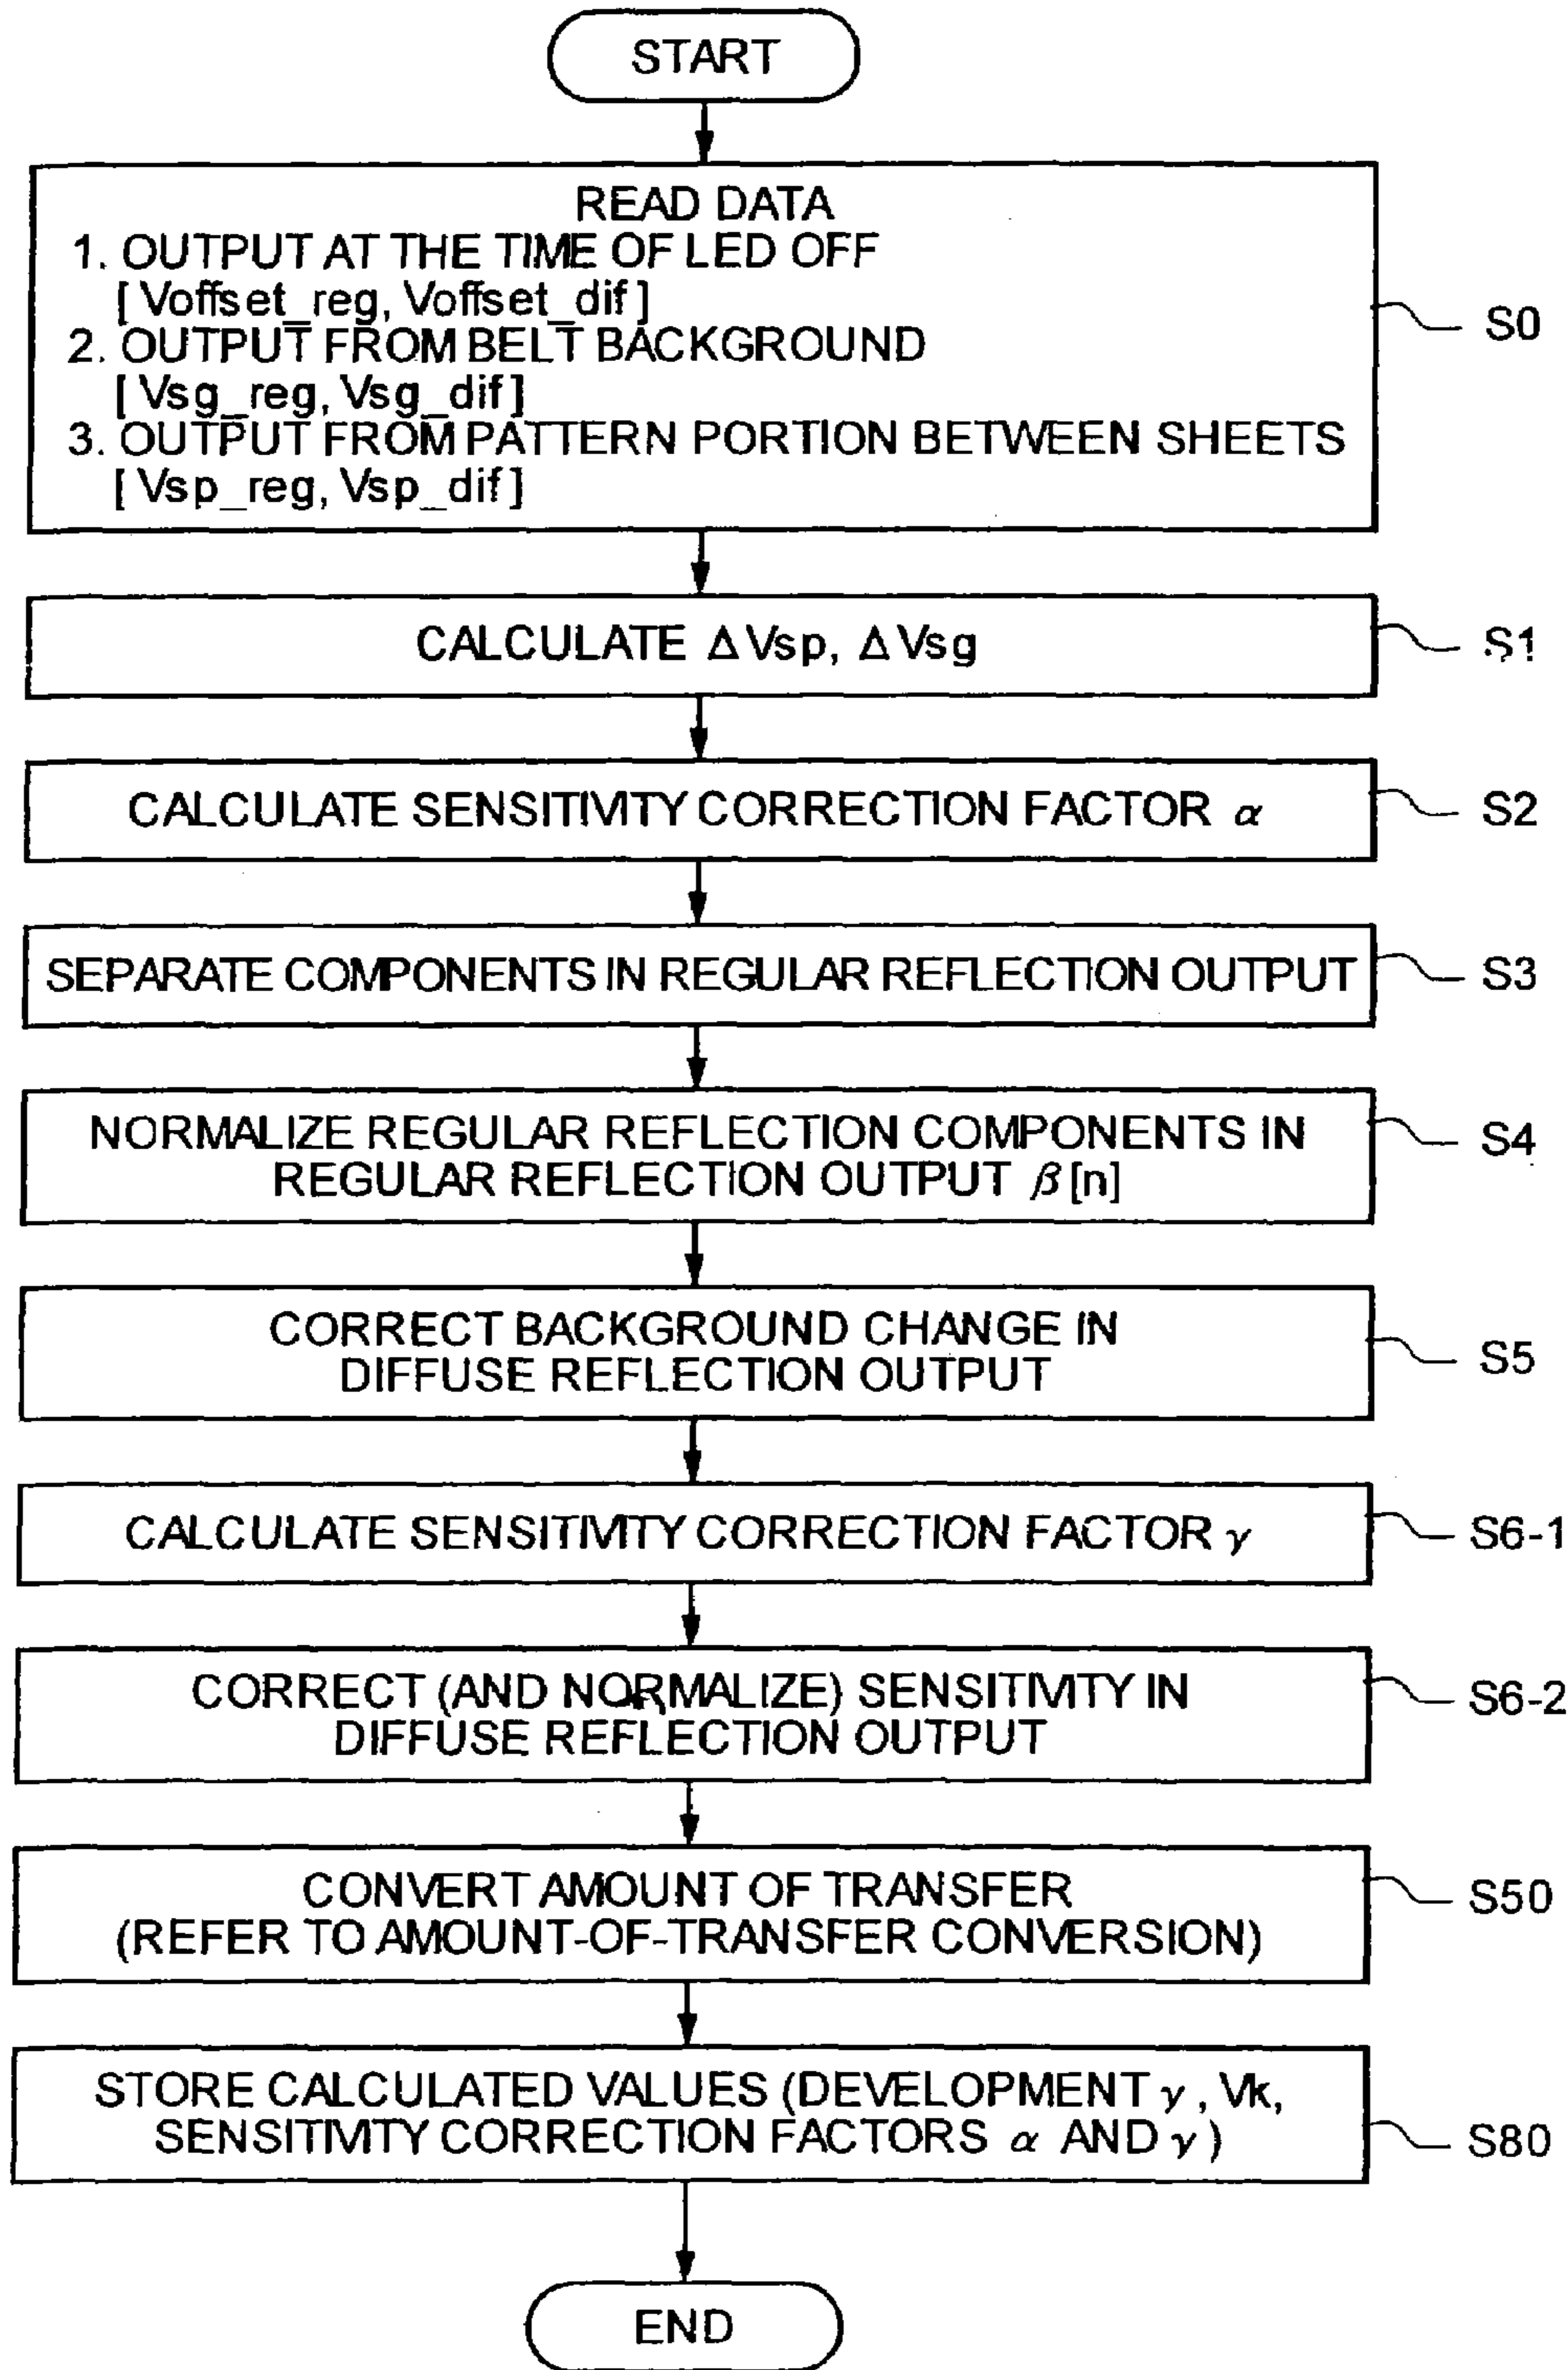 START
READ DATA
1. OUTPUT AT THE TIME OF LED OFF
[Voffset_reg, Voffset_dif]
2. OUTPUT FROM BELT BACKGROUND
[Vsg_reg, Vsg_dif]
3. OUTPUT FROM PATTERN PORTION BETWEEN SHEETS
[Vsp_reg, Vsp_dif]
S0
CALCULATE ΔVsp, ΔVsg
S1
CALCULATE SENSITIVITY CORRECTION FACTOR α
S2
SEPARATE COMPONENTS IN REGULAR REFLECTION OUTPUT
S3
NORMALIZE REGULAR REFLECTION COMPONENTS IN
REGULAR REFLECTION OUTPUT β[n]
S4
CORRECT BACKGROUND CHANGE IN
DIFFUSE REFLECTION OUTPUT
S5
CALCULATE SENSITIVITY CORRECTION FACTOR γ
S6-1
CORRECT (AND NORMALIZE) SENSITIVITY IN
DIFFUSE REFLECTION OUTPUT
S6-2
CONVERT AMOUNT OF TRANSFER
(REFER TO AMOUNT-OF-TRANSFER CONVERSION)
S50
STORE CALCULATED VALUES (DEVELOPMENT γ, Vk,
SENSITIVITY CORRECTION FACTORS α AND γ)
S80
END